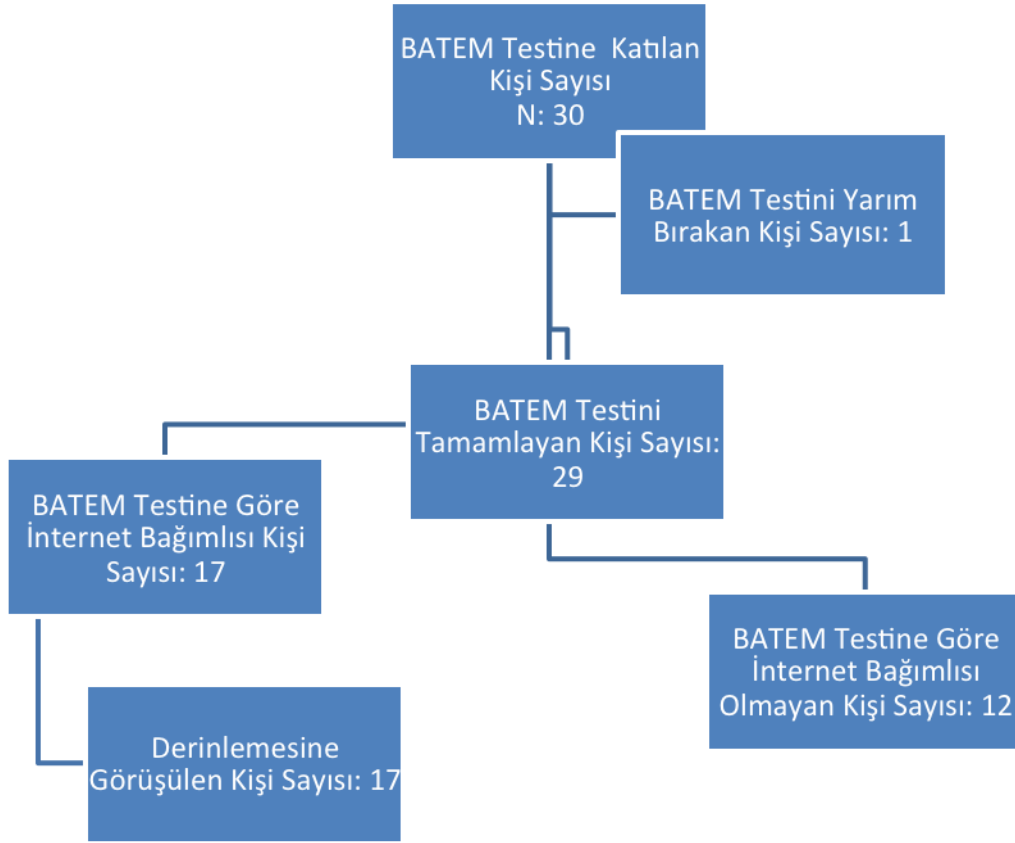 BATEM Testine Katılan
Kişi Sayısı
N: 30
BATEM Testini Yarım
Bırakan Kişi Sayısı: 1
BATEM Testini
Tamamlayan Kişi Sayısı:
29
BATEM Testine Göre
İnternet Bağımlısı Kişi
Sayısı: 17
BATEM Testine Göre
İnternet Bağımlısı
Olmayan Kişi Sayısı: 12
Derinlemesine
Görüşülen Kişi Sayısı: 17